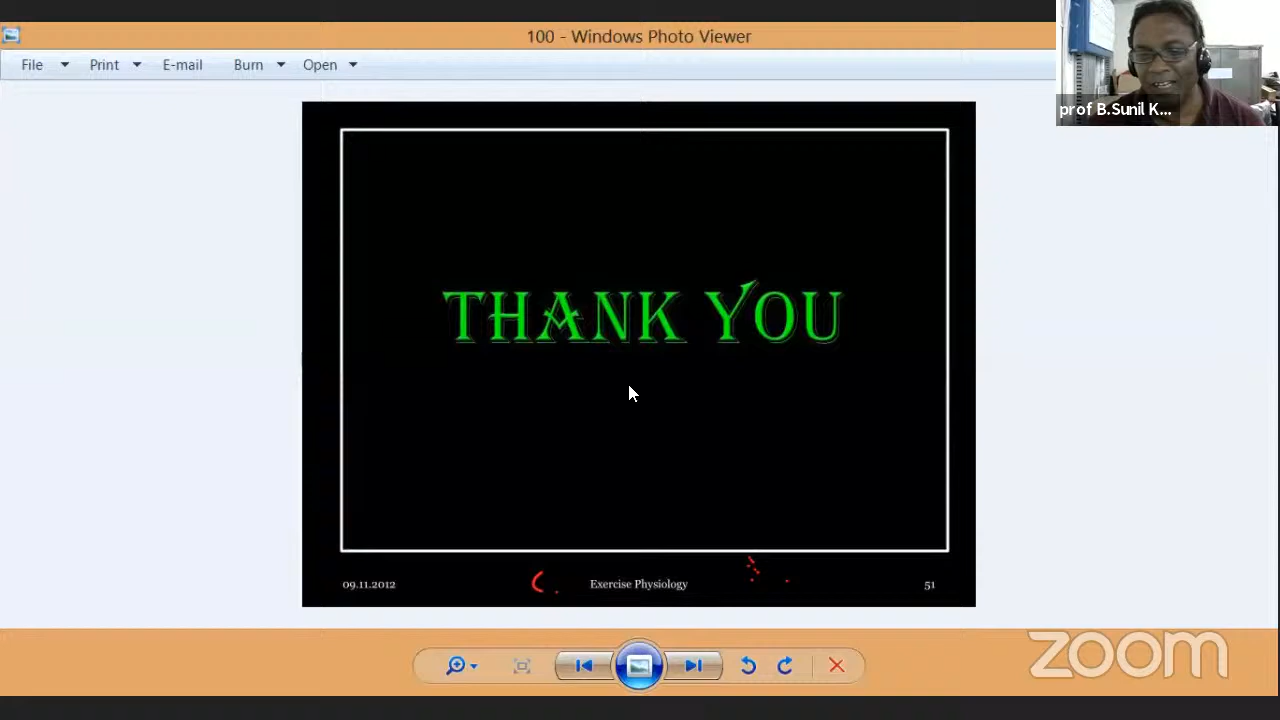 100 - Windows Photo Viewer
File Print E-mail Burn Open
prof B.Sunil K...
THANK YOU
09.11.2012 Exercise Physiology 51
zoom